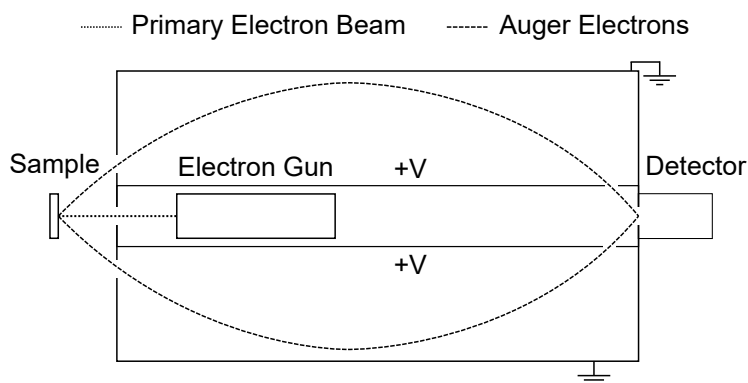 Primary Electron Beam Auger Electrons
Sample Electron Gun +V Detector
+V